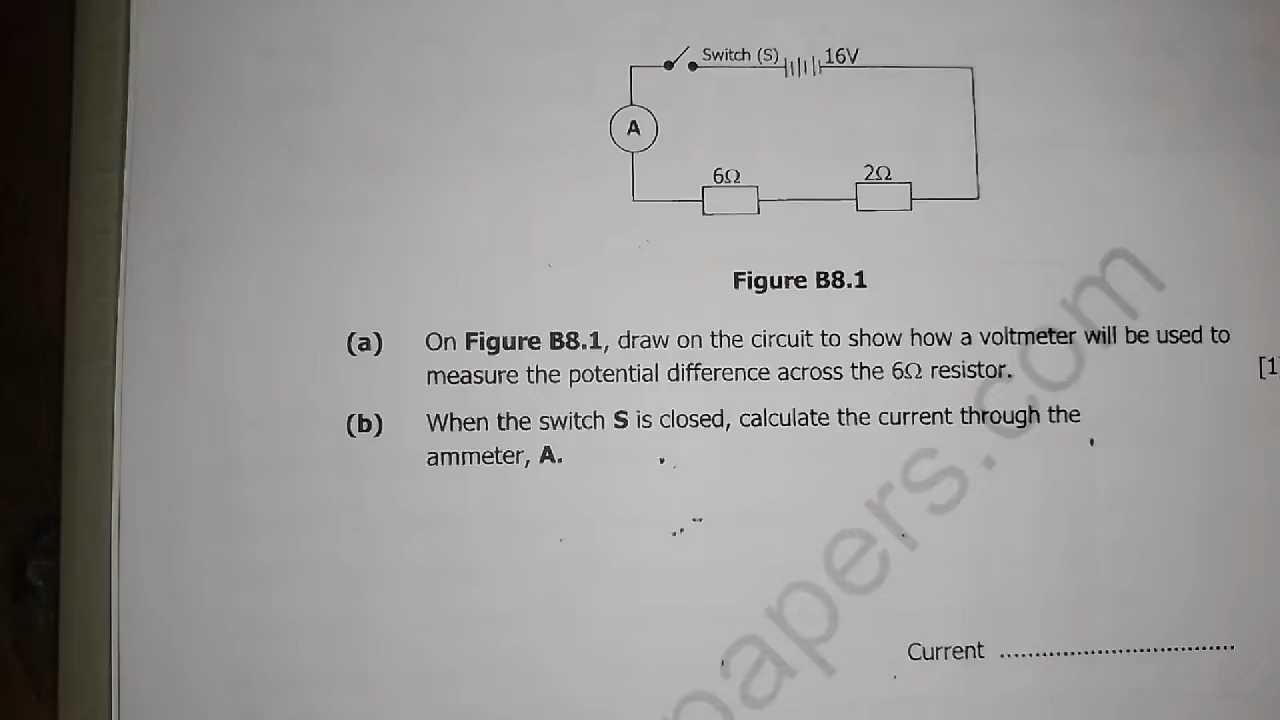 Switch (S) 16V
A
6Ω 2Ω
Figure B8.1
(a) On Figure B8.1, draw on the circuit to show how a voltmeter will be used to
measure the potential difference across the 6Ω resistor. [1]
(b) When the switch S is closed, calculate the current through the
ammeter, A.
Current ..................................
papers.com